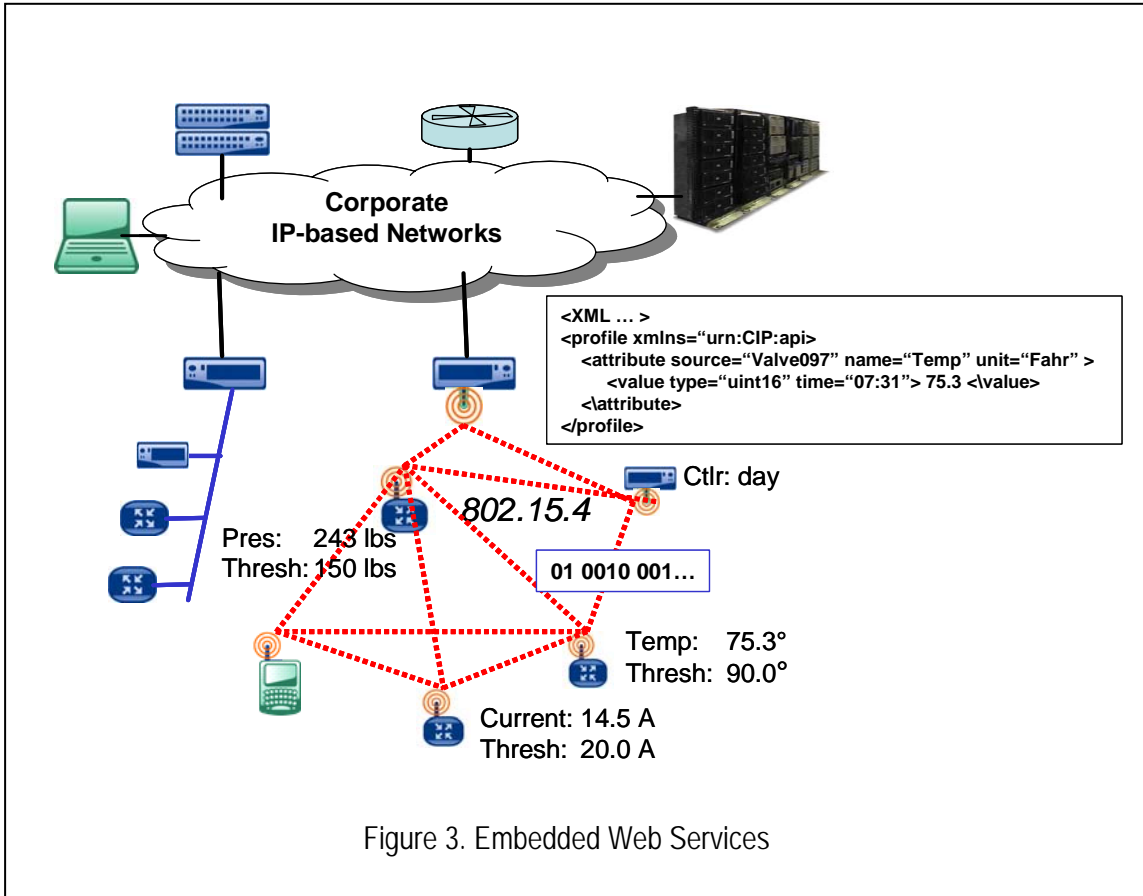 Corporate
IP-based Networks
<XML … >
<profile xmlns=“urn:CIP:api>
<attribute source=“Valve097” name=“Temp” unit=“Fahr” >
<value type=“uint16” time=“07:31”> 75.3 <\value>
<\attribute>
</profile>
Ctlr: day
802.15.4
Pres: 243 lbs
Thresh: 150 lbs
01 0010 001…
Temp: 75.3°
Thresh: 90.0°
Current: 14.5 A
Thresh: 20.0 A
Figure 3. Embedded Web Services